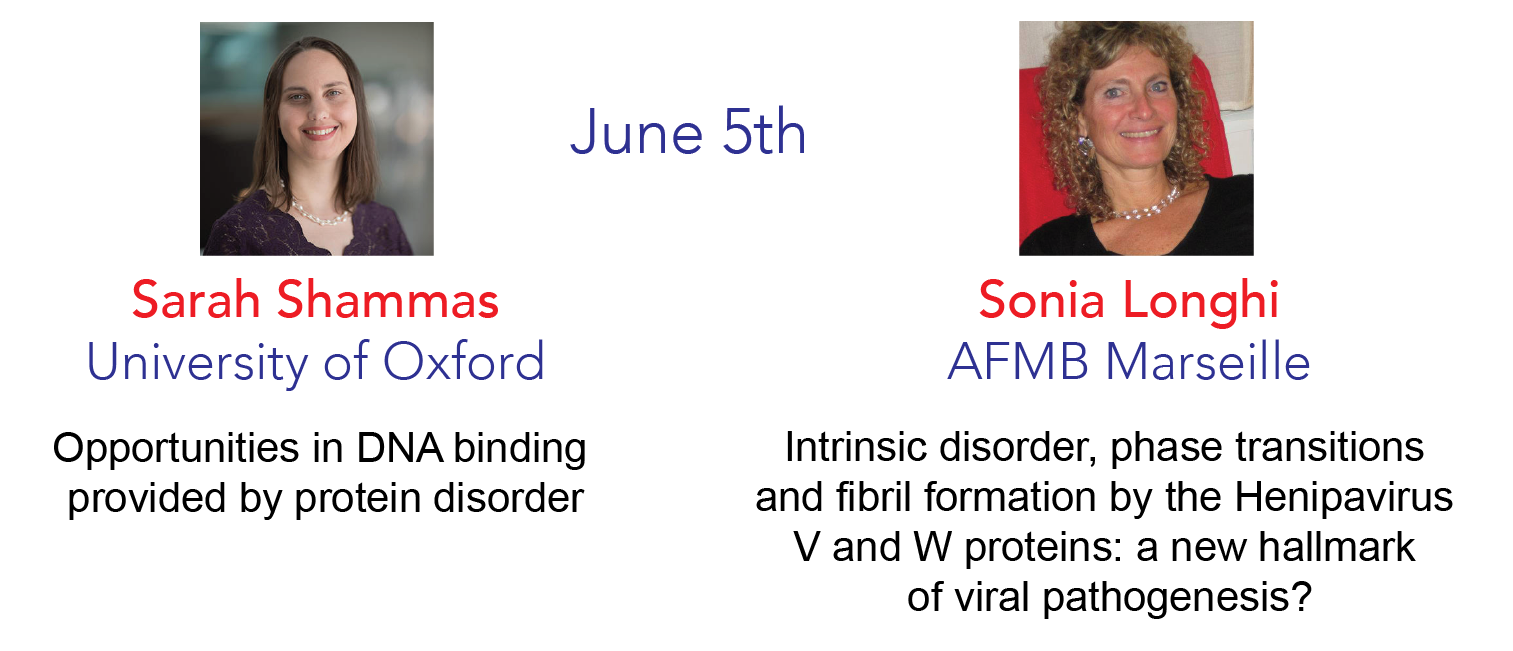 June 5th
Sarah Shammas
University of Oxford
Opportunities in DNA binding
provided by protein disorder
Sonia Longhi
AFMB Marseille
Intrinsic disorder, phase transitions
and fibril formation by the Henipavirus
V and W proteins: a new hallmark
of viral pathogenesis?